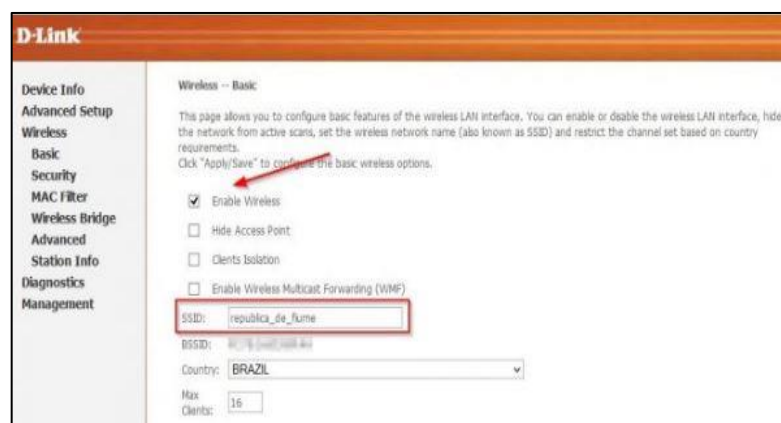 D-Link
Device Info
Advanced Setup
Wireless
Basic
Security
MAC Filter
Wireless Bridge
Advanced
Station Info
Diagnostics
Management
Wireless -- Basic
This page allows you to configure basic features of the wireless LAN interface. You can enable or disable the wireless LAN interface, hide
the network from active scans, set the wireless network name (also known as SSID) and restrict the channel set based on country
requirements.
Click "Apply/Save" to configure the basic wireless options.
Enable Wireless
Hide Access Point
Clients Isolation
Enable Wireless Multicast Forwarding (WMF)
SSID: republica_de_fiume
BSSID:
Country: BRAZIL
Max
Clients: 16